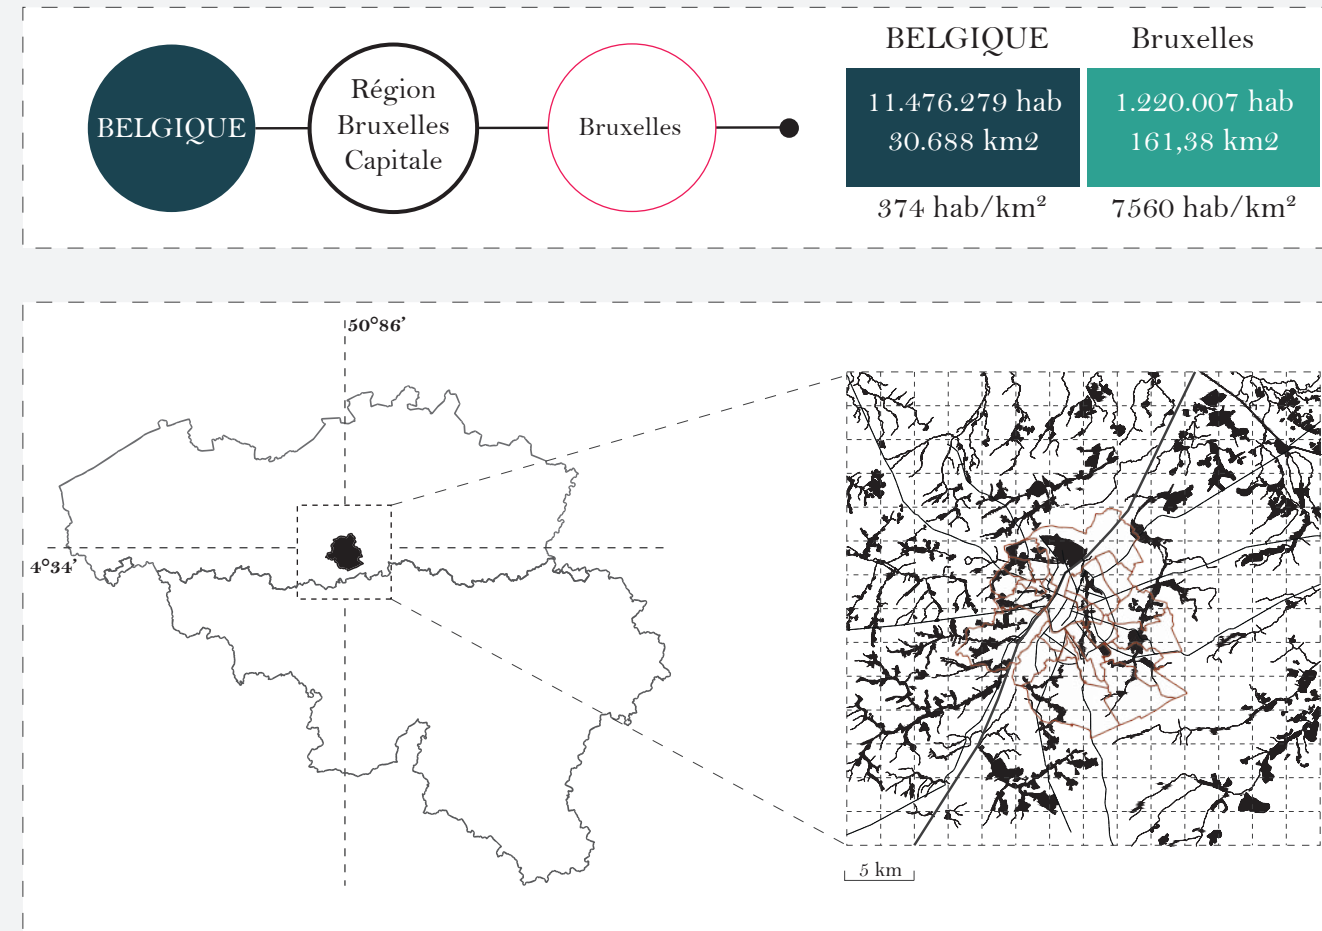 BELGIQUE
Région
Bruxelles
Capitale
Bruxelles
BELGIQUE
11.476.279 hab
30.688 km2
374 hab/km²
Bruxelles
1.220.007 hab
161,38 km2
7560 hab/km²
50°86'
4°34'
5 km